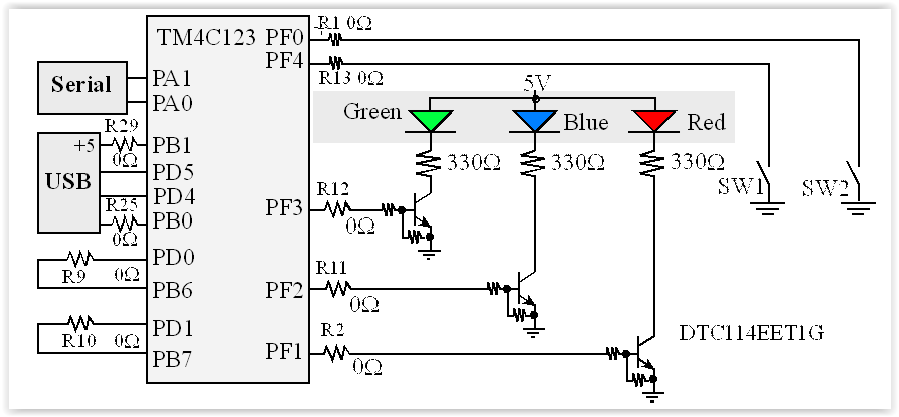 TM4C123 PF0 R1 0Ω
PF4
R13 0Ω
Serial PA1
PA0
5V
Green Blue Red
R29
+5 PB1
0Ω
USB PD5
PD4
R25
PB0
0Ω
330Ω 330Ω 330Ω
SW1 SW2
R12
PF3
0Ω
PD0
R9 0Ω
PB6
R11
PF2
0Ω
PD1
R10 0Ω
PB7
R2
PF1
0Ω
DTC114EET1G